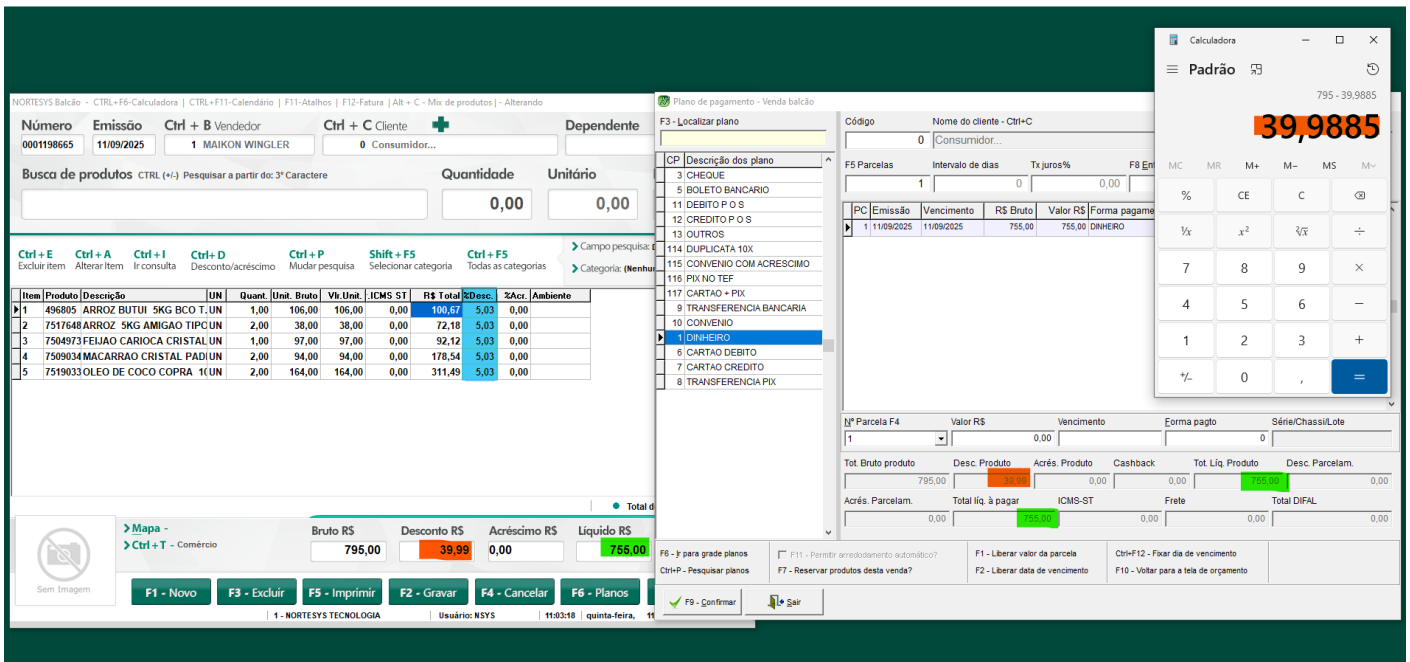 NORTESYS Balcão - CTRL+F6-Calculadora | CTRL+F11-Calendário | F11-Atalhos | F12-Fatura | Alt + C - Mix de produtos | - Alterando
Número Emissão Ctrl + B Vendedor Ctrl + C Cliente Dependente
0001198665 11/09/2025 1 MAIKON WINGLER 0 Consumidor...
Busca de produtos CTRL (+/-) Pesquisar a partir do: 3º Caractere Quantidade Unitário
0,00 0,00
Ctrl + E Ctrl + A Ctrl + I Ctrl+ D Ctrl + P Shift + F5 Ctrl + F5
Excluir item Alterar Item Ir consulta Desconto/acréscimo Mudar pesquisa Selecionar categoria Todas as categorias
Campo pesquisa:
Categoria: (Nenhu
Item Produto Descrição UN Quant. Unit. Bruto Vlr.Unit. .ICMS ST R$ Total %Desc. %Acr. Ambiente
1 496805 ARROZ BUTUI 5KG BCO T. UN 1,00 106,00 106,00 0,00 100,67 5,03 0,00
2 7517648 ARROZ 5KG AMIGAO TIPO UN 2,00 38,00 38,00 0,00 72,18 5,03 0,00
3 7504973 FEIJAO CARIOCA CRISTAL UN 1,00 97,00 97,00 0,00 92,12 5,03 0,00
4 7509034 MACARRAO CRISTAL PADI UN 2,00 94,00 94,00 0,00 178,54 5,03 0,00
5 7519033 OLEO DE COCO COPRA 1( UN 2,00 164,00 164,00 0,00 311,49 5,03 0,00
Total d
Mapa -
Ctrl + T - Comércio
Sem Imagem
Bruto R$ Desconto R$ Acréscimo R$ Líquido R$
795,00 39,99 0,00 755,00
F1 - Novo F3 - Excluir F5 - Imprimir F2 - Gravar F4 - Cancelar F6 - Planos
1 - NORTESYS TECNOLOGIA Usuário: NSYS 11:03:18 quinta-feira, 11
Plano de pagamento - Venda balcão
F3 - Localizar plano
CP Descrição dos plano
3 CHEQUE
5 BOLETO BANCARIO
11 DEBITO P O S
12 CREDITO P O S
13 OUTROS
114 DUPLICATA 10X
115 CONVENIO COM ACRESCIMO
116 PIX NO TEF
117 CARTAO + PIX
9 TRANSFERENCIA BANCARIA
10 CONVENIO
1 DINHEIRO
6 CARTAO DEBITO
7 CARTAO CREDITO
8 TRANSFERENCIA PIX
Código Nome do cliente - Ctrl+C
0 Consumidor...
F5 Parcelas Intervalo de dias Tx juros% F8 Ent
1 0 0,00
PC Emissão Vencimento R$ Bruto Valor R$ Forma pagame
1 11/09/2025 11/09/2025 755,00 755,00 DINHEIRO
Nº Parcela F4 Valor R$ Vencimento Forma pagto Série/Chassi/Lote
1 0,00 0
Tot. Bruto produto Desc. Produto Acrés. Produto Cashback Tot. Líq. Produto Desc. Parcelam.
795,00 39,99 0,00 0,00 755,00 0,00
Acrés. Parcelam. Total líq. à pagar ICMS-ST Frete Total DIFAL
0,00 755,00 0,00 0,00 0,00
F6 - Ir para grade planos F11 - Permitir arredodamento automático? F1 - Liberar valor da parcela Ctrl+F12 - Fixar dia de vencimento
Ctrl+P - Pesquisar planos F7 - Reservar produtos desta venda? F2 - Liberar data de vencimento F10 - Voltar para a tela de orçamento
F9 - Confirmar Sair
Calculadora
Padrão
795 - 39,9885
39,9885
MC MR M+ M− MS M
% CE C
¹/x x² ²√x ÷
7 8 9 ×
4 5 6 −
1 2 3 +
+/− 0 , =